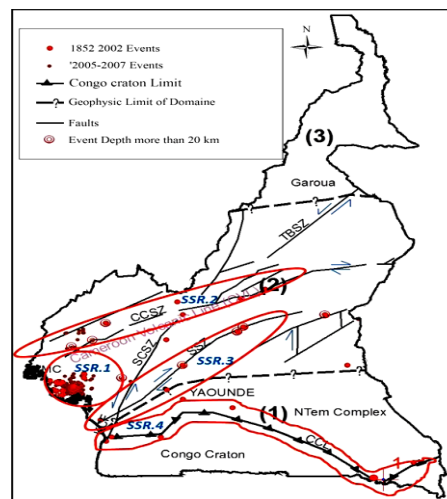 1852 2002 Events
'2005-2007 Events
Congo craton Limit
Geophysic Limit of Domaine
Faults
Event Depth more than 20 km
N
(3)
Garoua
?
?
TBSZ
SSR.2
(2)
?
CCSZ
Cameroon Volcanic Line (CVL)
SCSZ
SSZ
MC
SSR.1
SSR.3
?
?
YAOUNDE
SSR.4
(1)
NTem Complex
CCL
Congo Craton